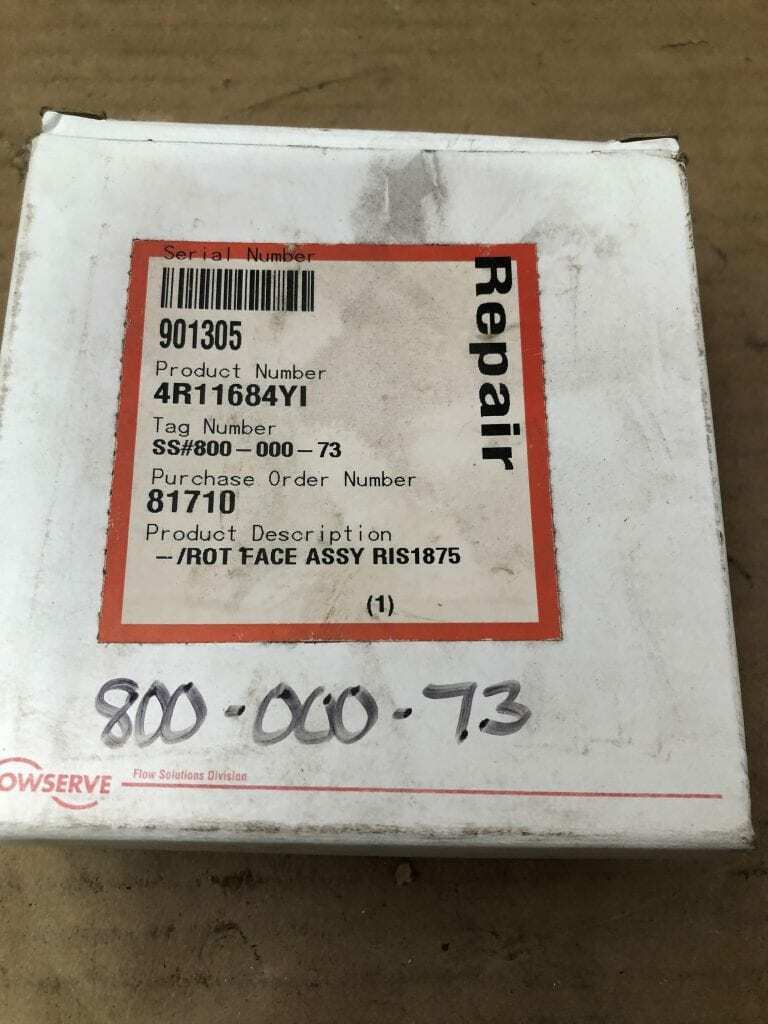 Serial Number
901305
Repair
Product Number
4R11684YI
Tag Number
SS#800-000-73
Purchase Order Number
81710
Product Description
-/ROT FACE ASSY RIS1875
(1)
800-000-73
OWSERVE Flow Solutions Division